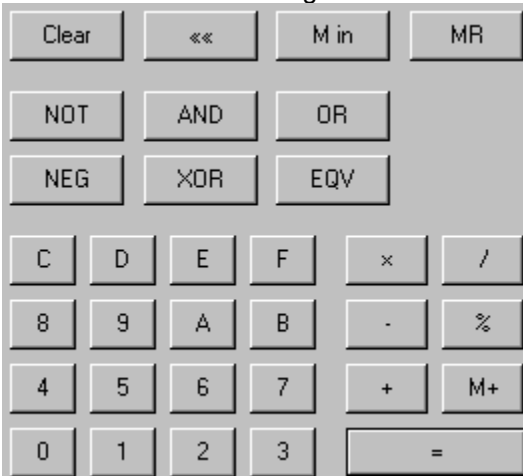 Clear «« M in MR
NOT AND OR
NEG XOR EQV
C D E F × /
8 9 A B - %
4 5 6 7 + M+
0 1 2 3 =